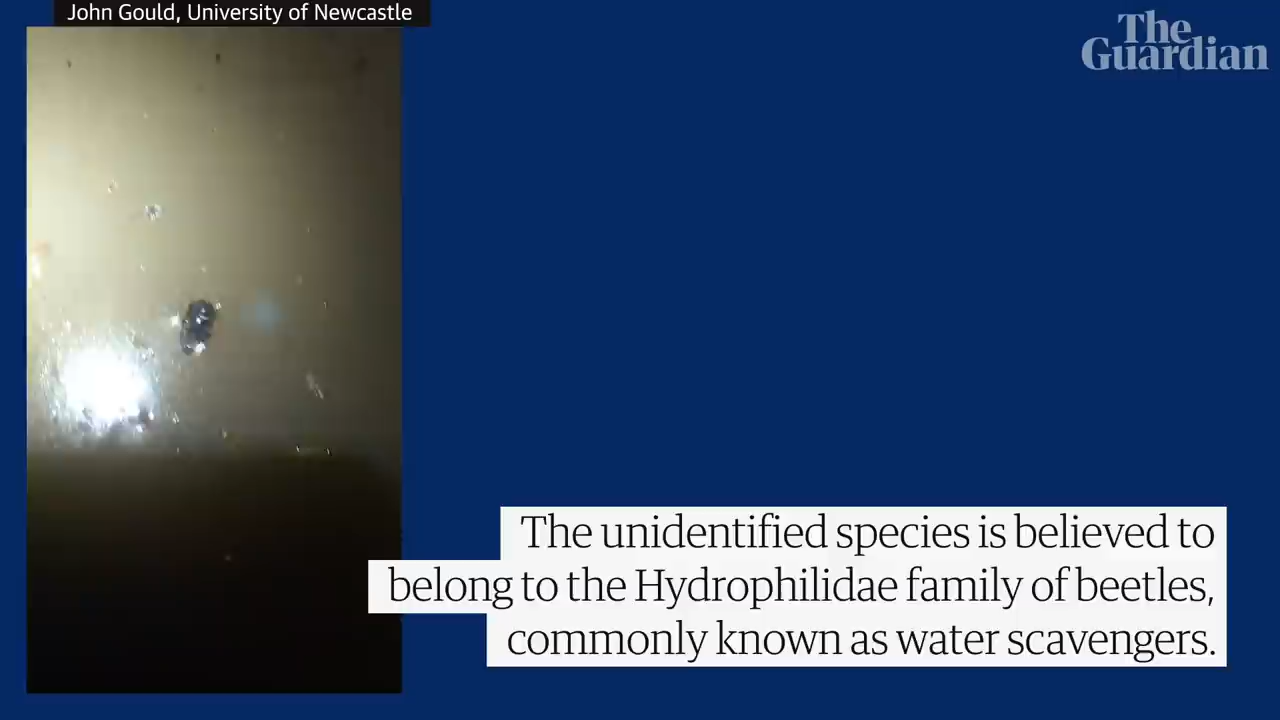 John Gould, University of Newcastle
The
Guardian
The unidentified species is believed to
belong to the Hydrophilidae family of beetles,
commonly known as water scavengers.